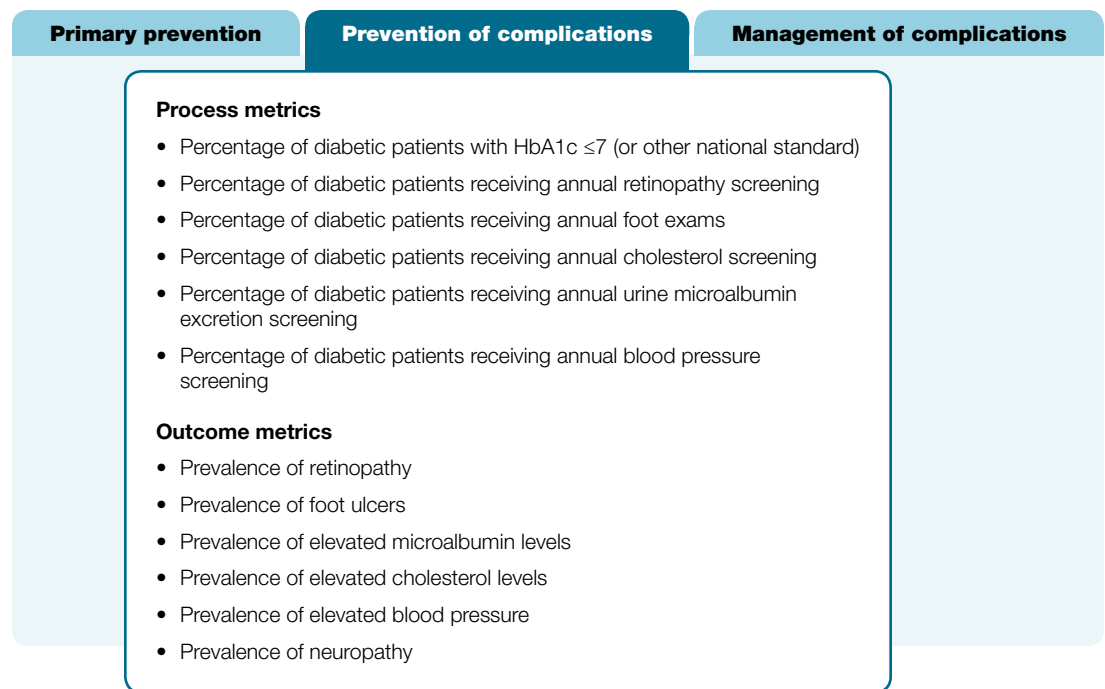 Primary prevention
Prevention of complications
Management of complications
Process metrics
• Percentage of diabetic patients with HbA1c ≤7 (or other national standard)
• Percentage of diabetic patients receiving annual retinopathy screening
• Percentage of diabetic patients receiving annual foot exams
• Percentage of diabetic patients receiving annual cholesterol screening
• Percentage of diabetic patients receiving annual urine microalbumin
excretion screening
• Percentage of diabetic patients receiving annual blood pressure
screening
Outcome metrics
• Prevalence of retinopathy
• Prevalence of foot ulcers
• Prevalence of elevated microalbumin levels
• Prevalence of elevated cholesterol levels
• Prevalence of elevated blood pressure
• Prevalence of neuropathy